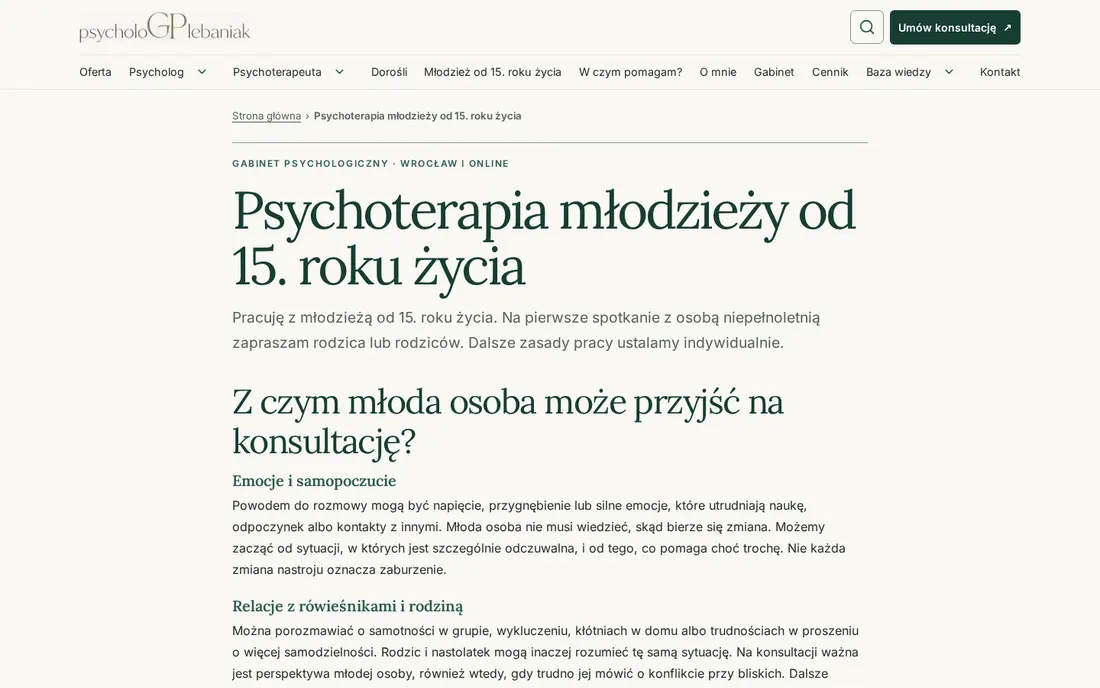 psycholoGPlebaniak
Umów konsultację ↗
Oferta Psycholog Psychoterapeuta Dorośli Młodzież od 15. roku życia W czym pomagam? O mnie Gabinet Cennik Baza wiedzy Kontakt
Strona główna › Psychoterapia młodzieży od 15. roku życia
GABINET PSYCHOLOGICZNY · WROCŁAW I ONLINE
Psychoterapia młodzieży od
15. roku życia
Pracuję z młodzieżą od 15. roku życia. Na pierwsze spotkanie z osobą niepełnoletnią
zapraszam rodzica lub rodziców. Dalsze zasady pracy ustalamy indywidualnie.
Z czym młoda osoba może przyjść na
konsultację?
Emocje i samopoczucie
Powodem do rozmowy mogą być napięcie, przygnębienie lub silne emocje, które utrudniają naukę,
odpoczynek albo kontakty z innymi. Młoda osoba nie musi wiedzieć, skąd bierze się zmiana. Możemy
zacząć od sytuacji, w których jest szczególnie odczuwalna, i od tego, co pomaga choć trochę. Nie każda
zmiana nastroju oznacza zaburzenie.
Relacje z rówieśnikami i rodziną
Można porozmawiać o samotności w grupie, wykluczeniu, kłótniach w domu albo trudnościach w proszeniu
o więcej samodzielności. Rodzic i nastolatek mogą inaczej rozumieć tę samą sytuację. Na konsultacji ważna
jest perspektywa młodej osoby, również wtedy, gdy trudno jej mówić o konflikcie przy bliskich. Dalsze